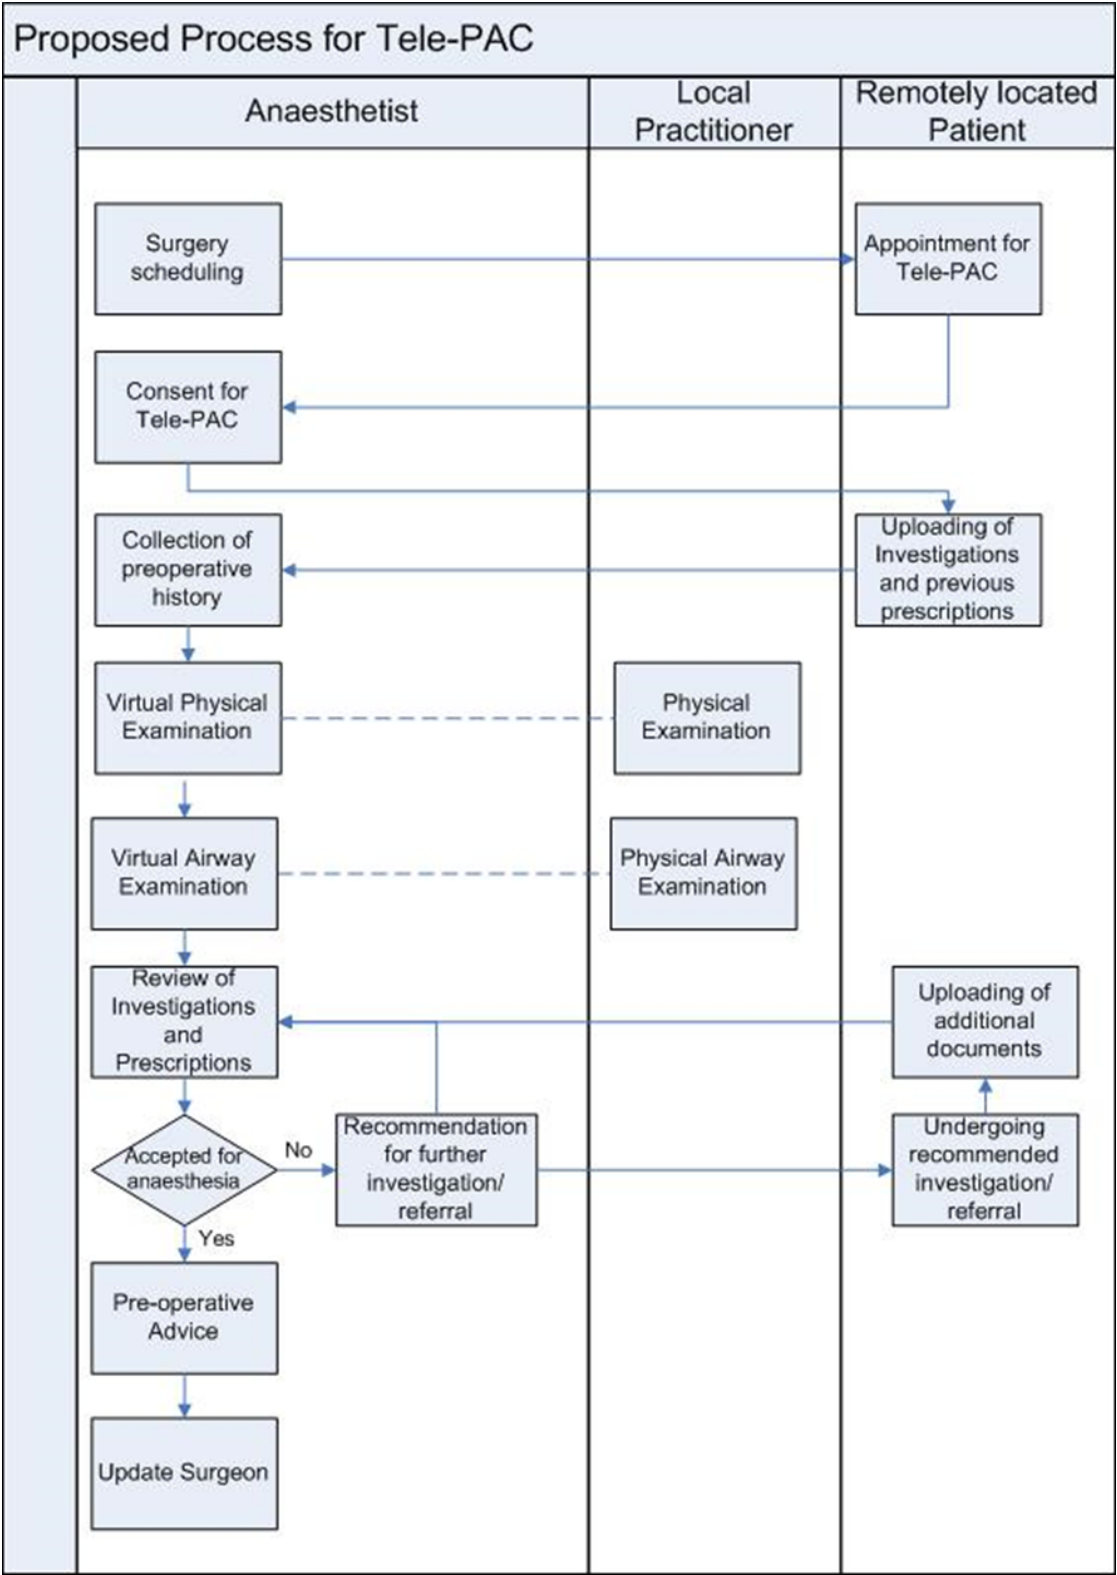 Proposed Process for Tele-PAC
Anaesthetist
Local
Practitioner
Remotely located
Patient
Surgery
scheduling
Appointment for
Tele-PAC
Consent for
Tele-PAC
Collection of
preoperative
history
Uploading of
Investigations
and previous
prescriptions
Virtual Physical
Examination
Physical
Examination
Virtual Airway
Examination
Physical Airway
Examination
Review of
Investigations
and
Prescriptions
Uploading of
additional
documents
Accepted for
anaesthesia
No
Recommendation
for further
investigation/
referral
Undergoing
recommended
investigation/
referral
Yes
Pre-operative
Advice
Update Surgeon